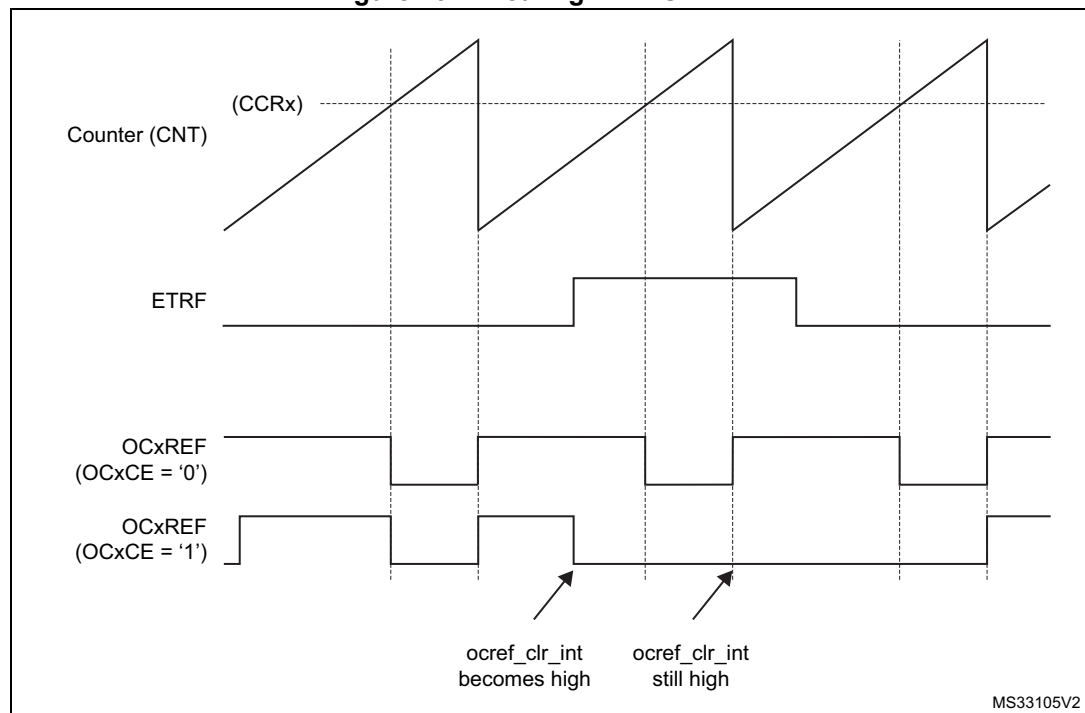 (CCRx)
Counter (CNT)
ETRF
OCxREF
(OCxCE = ‘0’)
OCxREF
(OCxCE = ‘1’)
ocref_clr_int
becomes high
ocref_clr_int
still high
MS33105V2